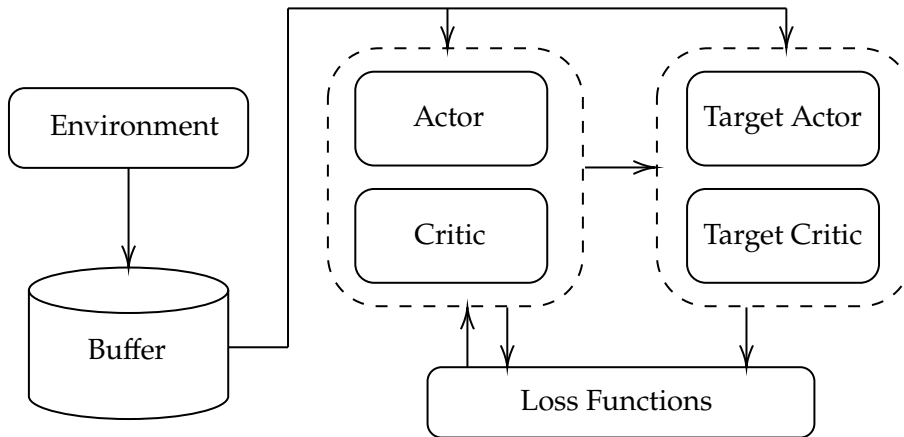 Environment
Buffer
Actor
Critic
Target Actor
Target Critic
Loss Functions